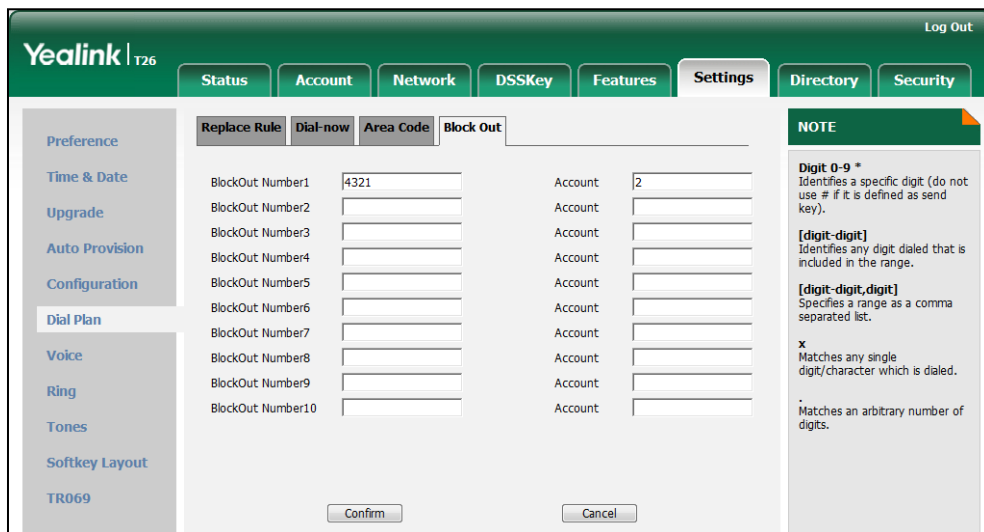 Log Out
Yealink T26
Status Account Network DSSKey Features Settings Directory Security
Preference
Time & Date
Upgrade
Auto Provision
Configuration
Dial Plan
Voice
Ring
Tones
Softkey Layout
TR069
Replace Rule Dial-now Area Code Block Out
BlockOut Number1 4321 Account 2
BlockOut Number2 Account
BlockOut Number3 Account
BlockOut Number4 Account
BlockOut Number5 Account
BlockOut Number6 Account
BlockOut Number7 Account
BlockOut Number8 Account
BlockOut Number9 Account
BlockOut Number10 Account
Confirm Cancel
NOTE
Digit 0-9 *
Identifies a specific digit (do not
use # if it is defined as send
key).
[digit-digit]
Identifies any digit dialed that is
included in the range.
[digit-digit,digit]
Specifies a range as a comma
separated list.
x
Matches any single
digit/character which is dialed.
.
Matches an arbitrary number of
digits.